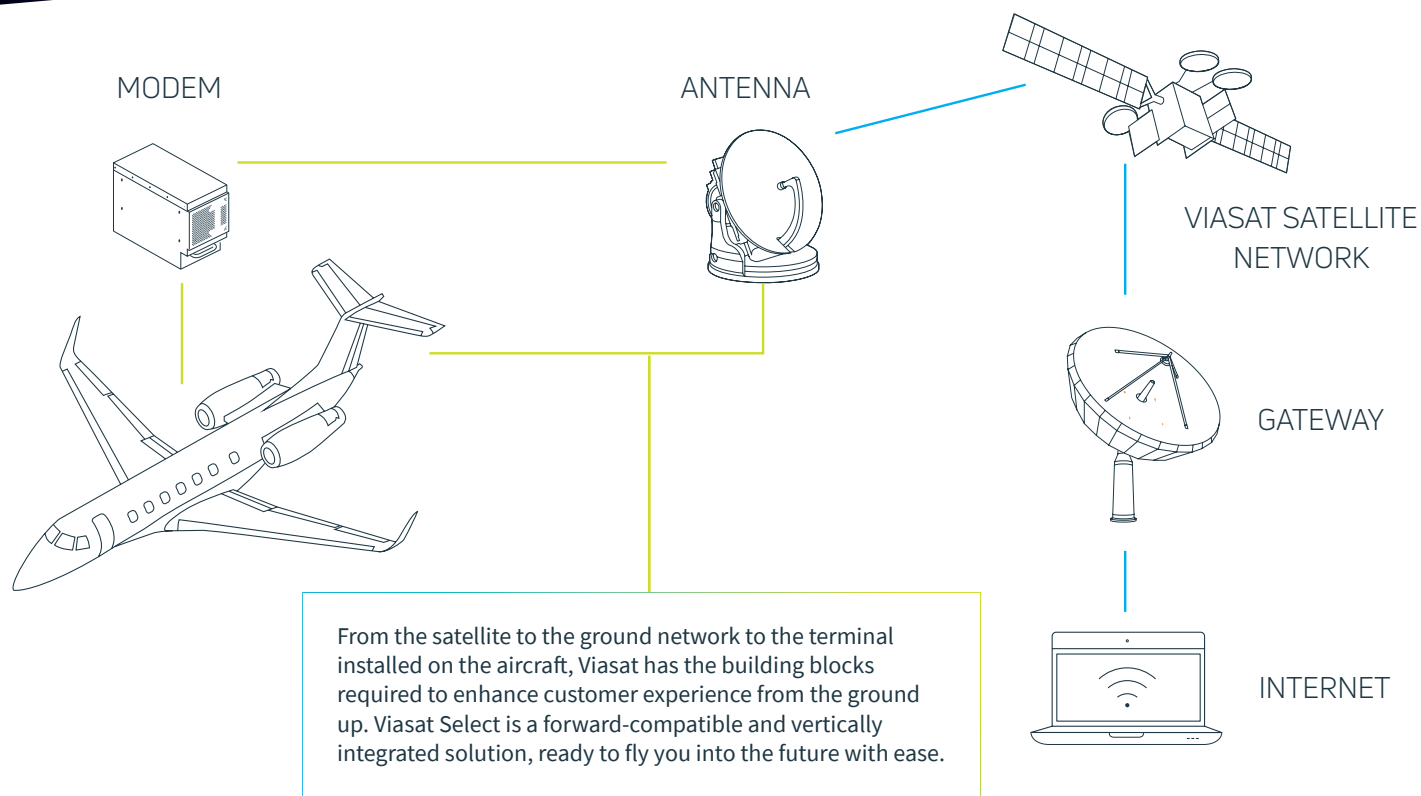 MODEM
ANTENNA
VIASAT SATELLITE
NETWORK
GATEWAY
INTERNET
From the satellite to the ground network to the terminal
installed on the aircraft, Viasat has the building blocks
required to enhance customer experience from the ground
up. Viasat Select is a forward-compatible and vertically
integrated solution, ready to fly you into the future with ease.